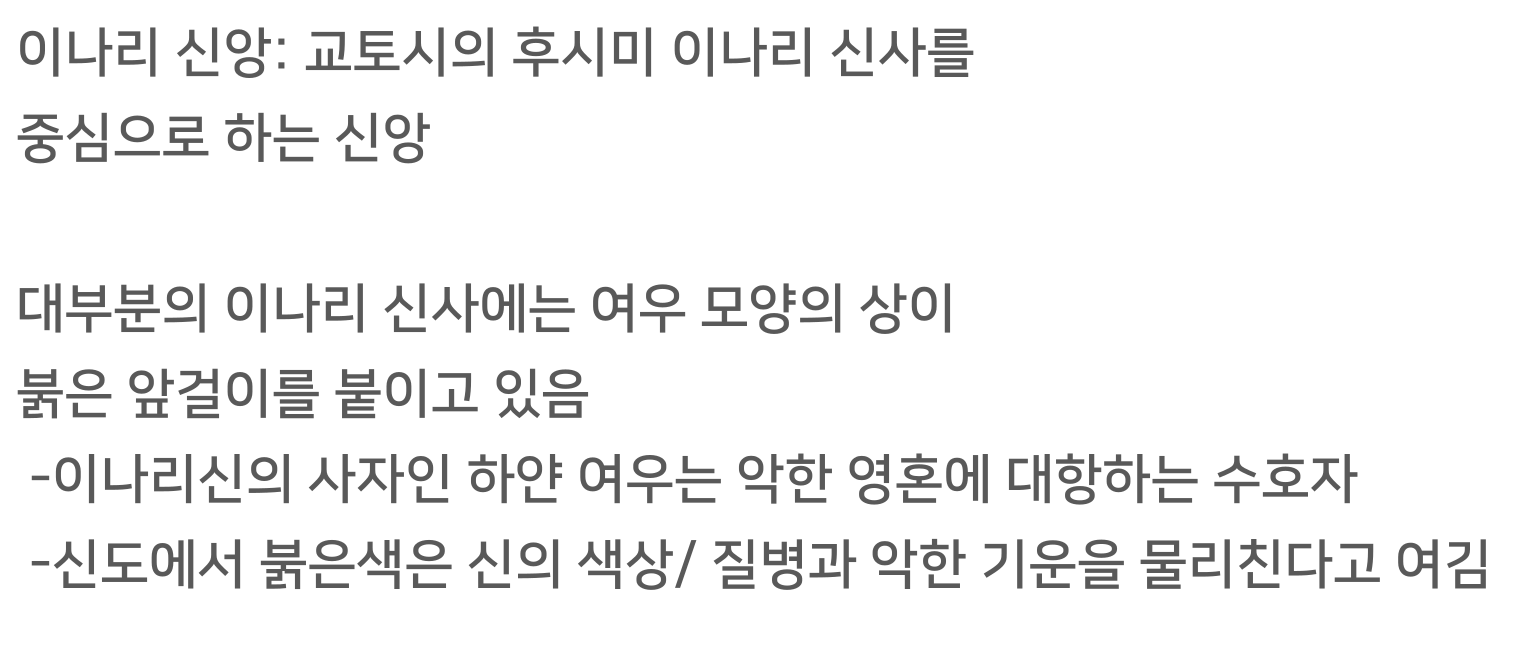 이나리 신앙: 교토시의 후시미 이나리 신사를
중심으로 하는 신앙
대부분의 이나리 신사에는 여우 모양의 상이
붉은 앞걸이를 붙이고 있음
-이나리신의 사자인 하얀 여우는 악한 영혼에 대항하는 수호자
-신도에서 붉은색은 신의 색상/ 질병과 악한 기운을 물리친다고 여김